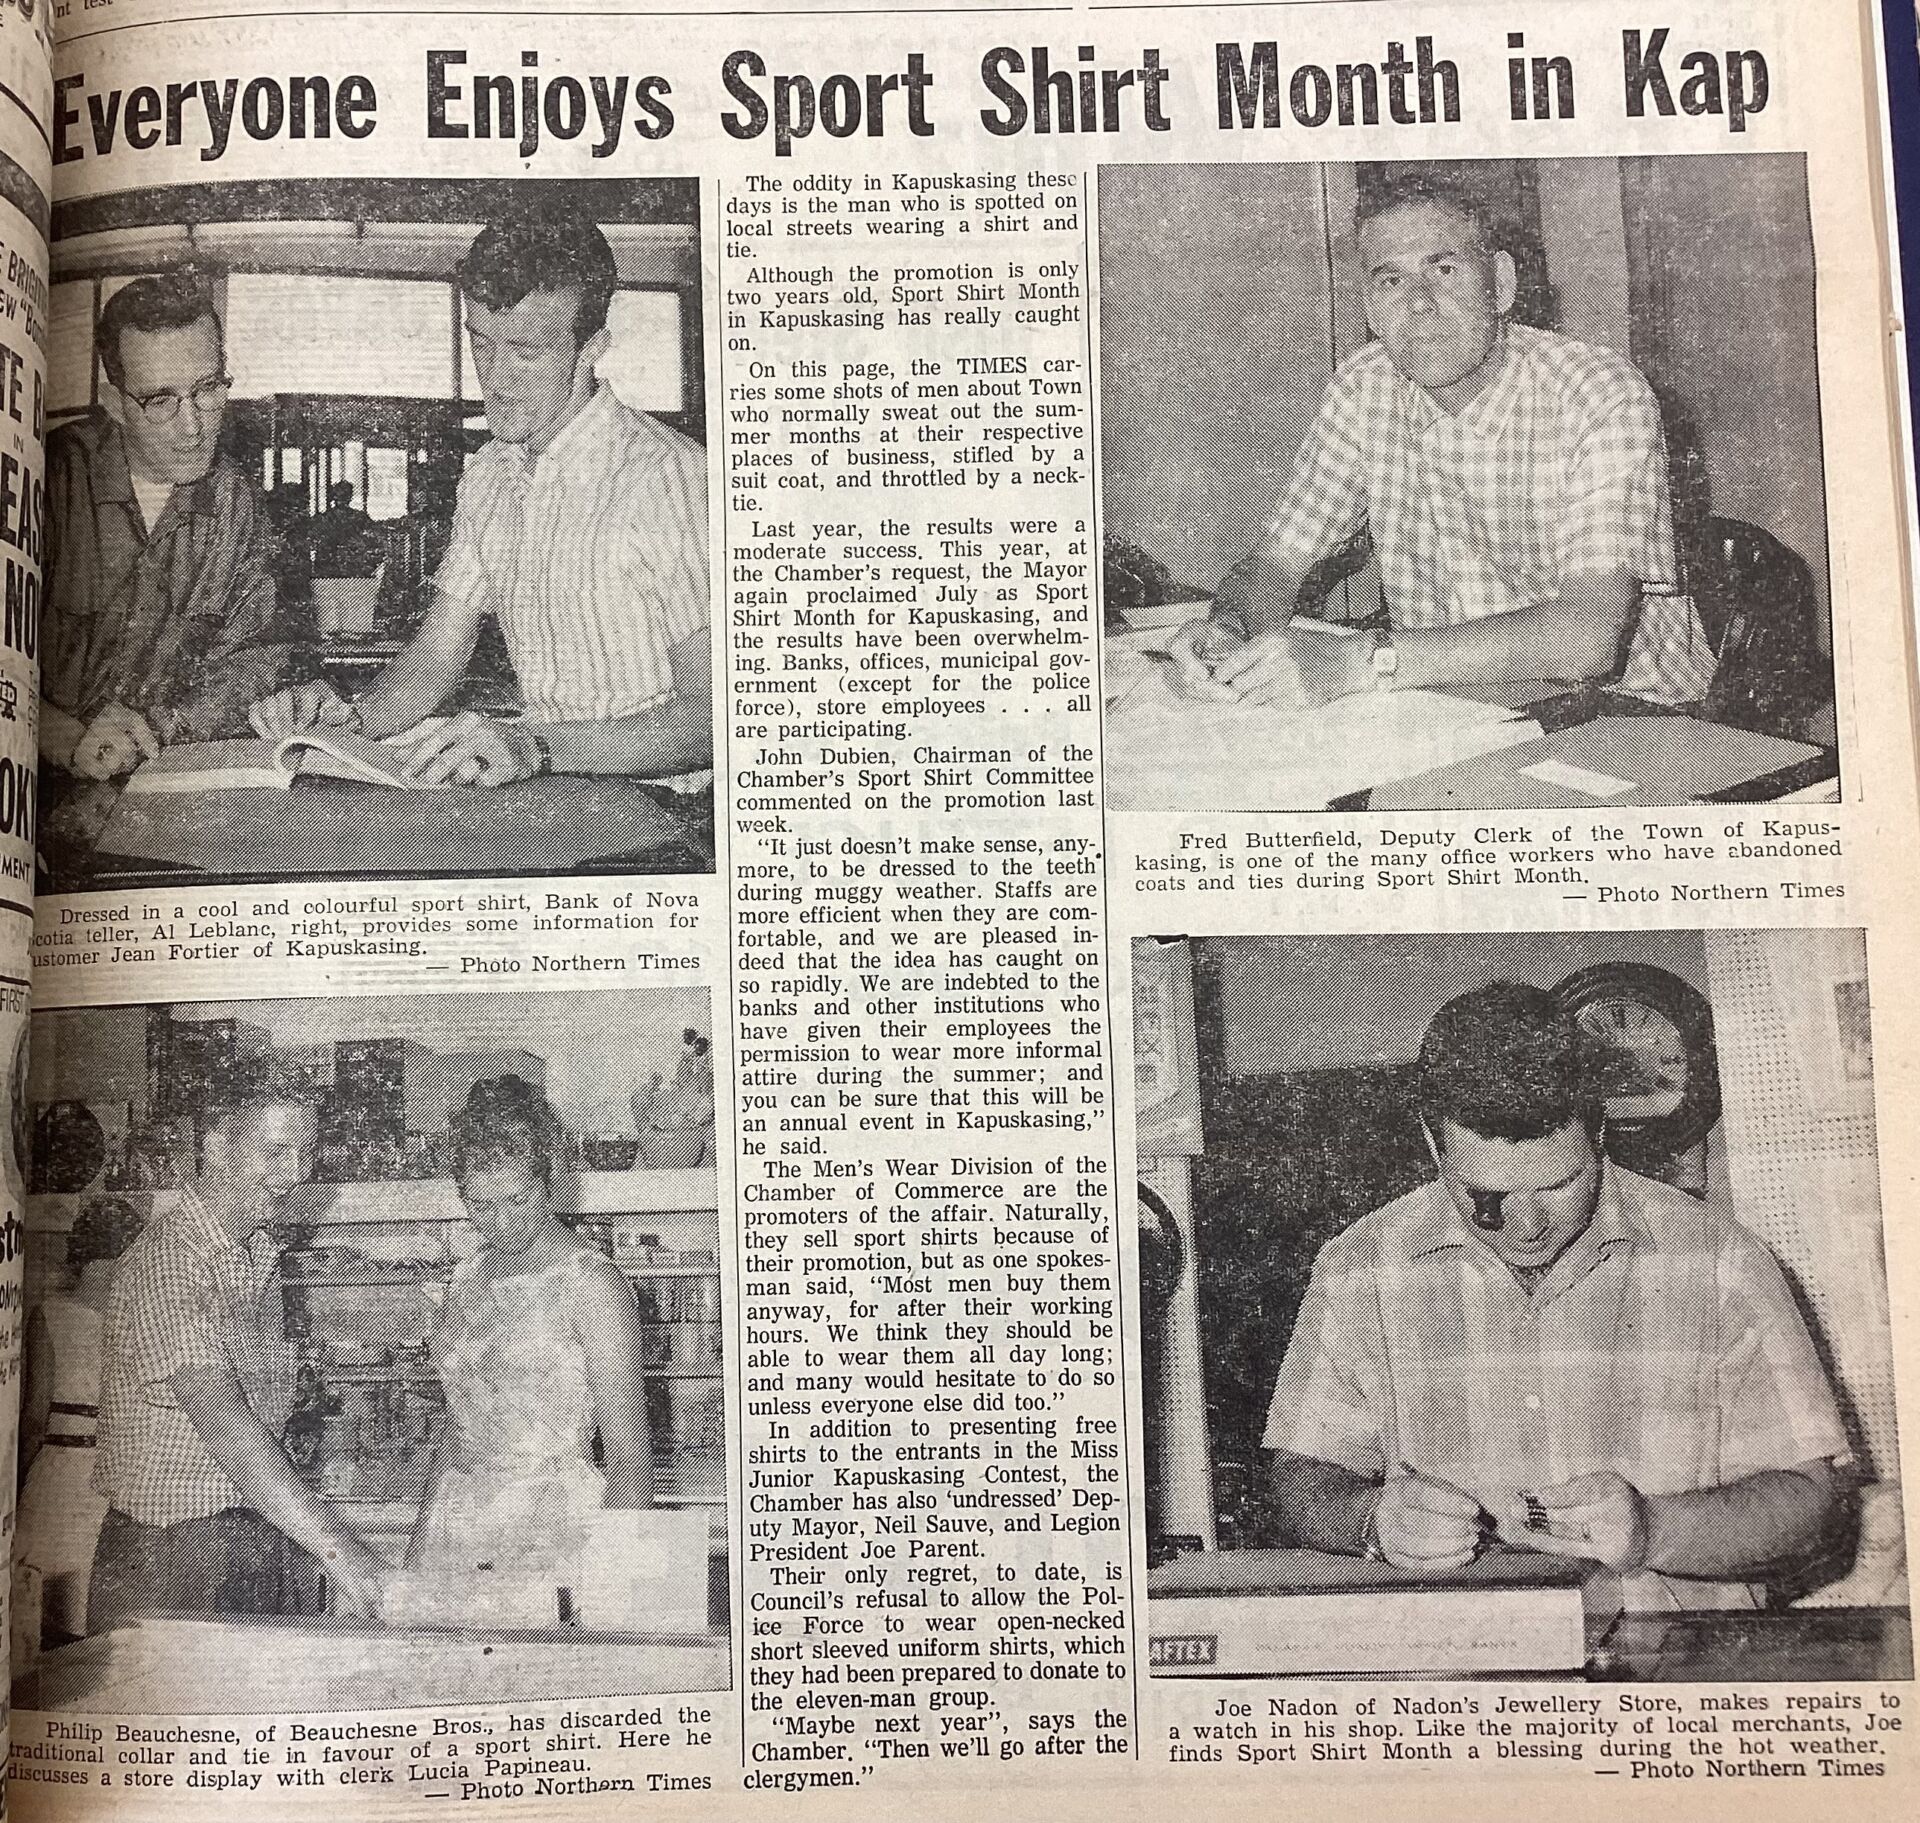 Everyone Enjoys Sport Shirt Month in Kap
Dressed in a cool and colourful sport shirt, Bank of Nova
cotia teller, Al Leblanc, right, provides some information for
ustomer Jean Fortier of Kapuskasing.
— Photo Northern Times
Philip Beauchesne, of Beauchesne Bros., has discarded the
traditional collar and tie in favour of a sport shirt. Here he
discusses a store display with clerk Lucia Papineau.
— Photo Northern Times
The oddity in Kapuskasing these
days is the man who is spotted on
local streets wearing a shirt and
tie.
Although the promotion is only
two years old, Sport Shirt Month
in Kapuskasing has really caught
on.
On this page, the TIMES car-
ries some shots of men about Town
who normally sweat out the sum-
mer months at their respective
places of business, stifled by a
suit coat, and throttled by a neck-
tie.
Last year, the results were a
moderate success. This year, at
the Chamber's request, the Mayor
again proclaimed July as Sport
Shirt Month for Kapuskasing, and
the results have been overwhelm-
ing. Banks, offices, municipal gov-
ernment (except for the police
force), store employees . . . all
are participating.
John Dubien, Chairman of the
Chamber's Sport Shirt Committee
commented on the promotion last
week.
"It just doesn't make sense, any-
more, to be dressed to the teeth
during muggy weather. Staffs are
more efficient when they are com-
fortable, and we are pleased in-
deed that the idea has caught on
so rapidly. We are indebted to the
banks and other institutions who
have given their employees the
permission to wear more informal
attire during the summer; and
you can be sure that this will be
an annual event in Kapuskasing,"
he said.
The Men's Wear Division of the
Chamber of Commerce are the
promoters of the affair. Naturally,
they sell sport shirts because of
their promotion, but as one spokes-
man said, "Most men buy them
anyway, for after their working
hours. We think they should be
able to wear them all day long;
and many would hesitate to do so
unless everyone else did too."
In addition to presenting free
shirts to the entrants in the Miss
Junior Kapuskasing Contest, the
Chamber has also 'undressed' Dep-
uty Mayor, Neil Sauve, and Legion
President Joe Parent.
Their only regret, to date, is
Council's refusal to allow the Pol-
ice Force to wear open-necked
short sleeved uniform shirts, which
they had been prepared to donate to
the eleven-man group.
"Maybe next year", says the
Chamber. "Then we'll go after the
clergymen."
Fred Butterfield, Deputy Clerk of the Town of Kapus-
kasing, is one of the many office workers who have abandoned
coats and ties during Sport Shirt Month.
— Photo Northern Times
AFTEX
Joe Nadon of Nadon's Jewellery Store, makes repairs to
a watch in his shop. Like the majority of local merchants, Joe
finds Sport Shirt Month a blessing during the hot weather.
— Photo Northern Times